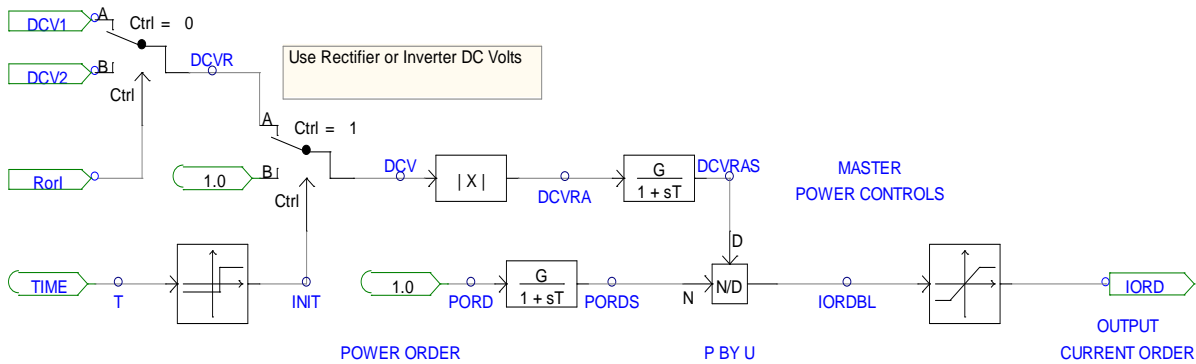 DCV1
A
Ctrl = 0
DCV2
B
DCVR
Use Rectifier or Inverter DC Volts
Ctrl
A
Ctrl = 1
RorI
1.0
B
DCV
|X|
DCVRA
G
1 + sT
DCVRAS
MASTER
POWER CONTROLS
Ctrl
D
TIME
T
INIT
1.0
PORD
G
1 + sT
PORDS
N
N/D
IORDBL
IORD
POWER ORDER
P BY U
OUTPUT
CURRENT ORDER